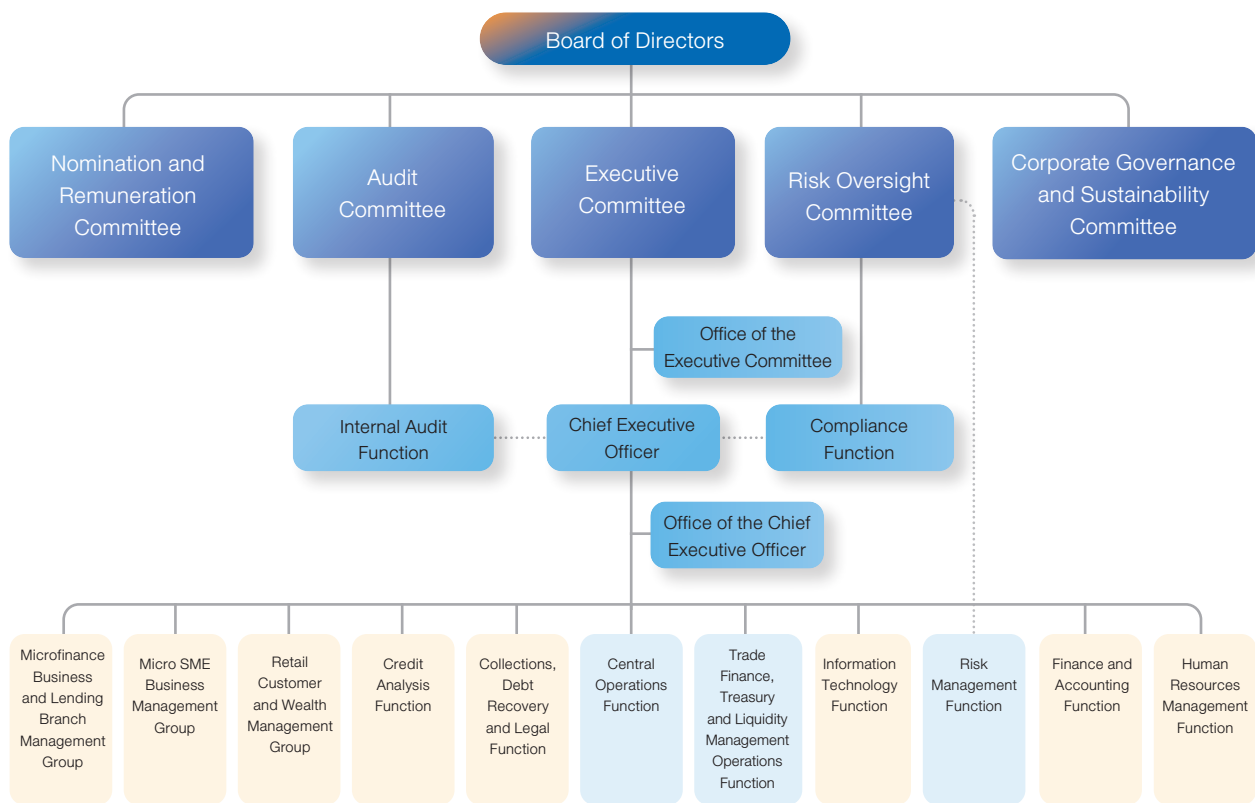 Board of Directors
Nomination and
Remuneration
Committee
Audit
Committee
Executive
Committee
Risk Oversight
Committee
Corporate Governance
and Sustainability
Committee
Office of the
Executive Committee
Internal Audit
Function
Chief Executive
Officer
Compliance
Function
Office of the Chief
Executive Officer
Microfinance
Business
and Lending
Branch
Management
Group
Micro SME
Business
Management
Group
Retail
Customer
and Wealth
Management
Group
Credit
Analysis
Function
Collections,
Debt
Recovery
and Legal
Function
Central
Operations
Function
Trade
Finance,
Treasury
and Liquidity
Management
Operations
Function
Information
Technology
Function
Risk
Management
Function
Finance and
Accounting
Function
Human
Resources
Management
Function